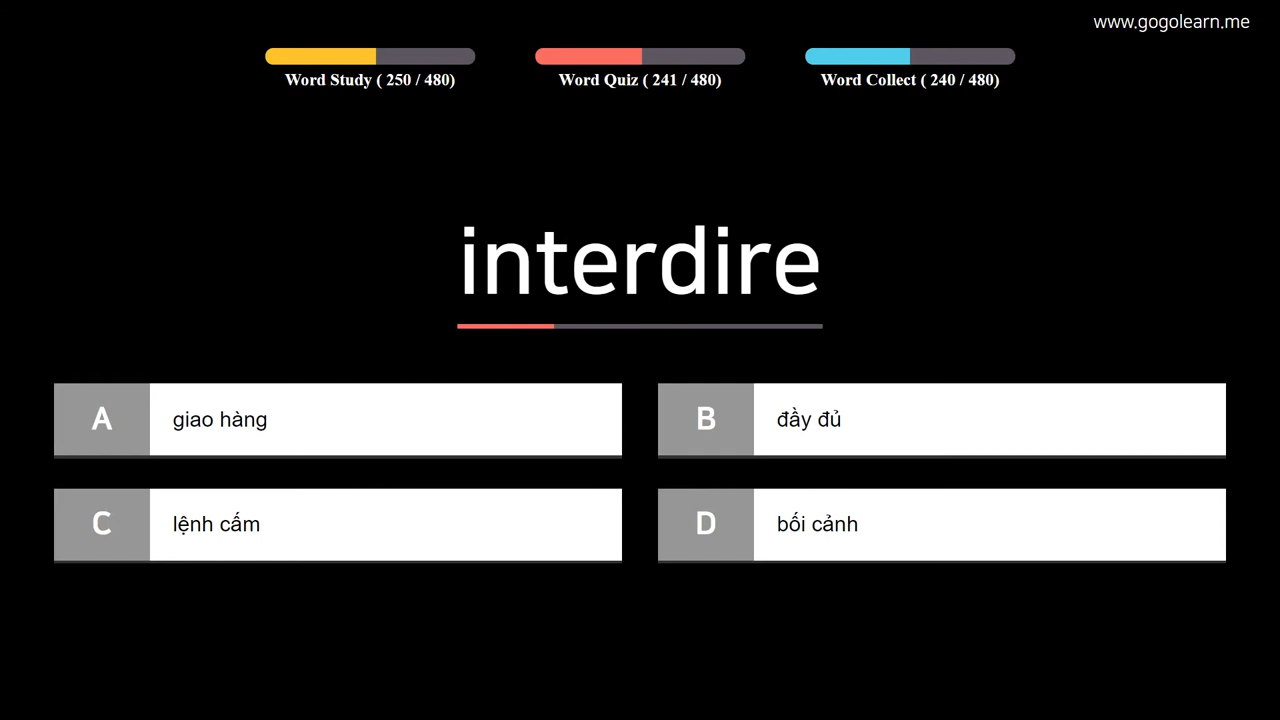 www.gogolearn.me
Word Study ( 250 / 480)
Word Quiz ( 241 / 480)
Word Collect ( 240 / 480)
interdire
A giao hàng
B đầy đủ
C lệnh cấm
D bối cảnh